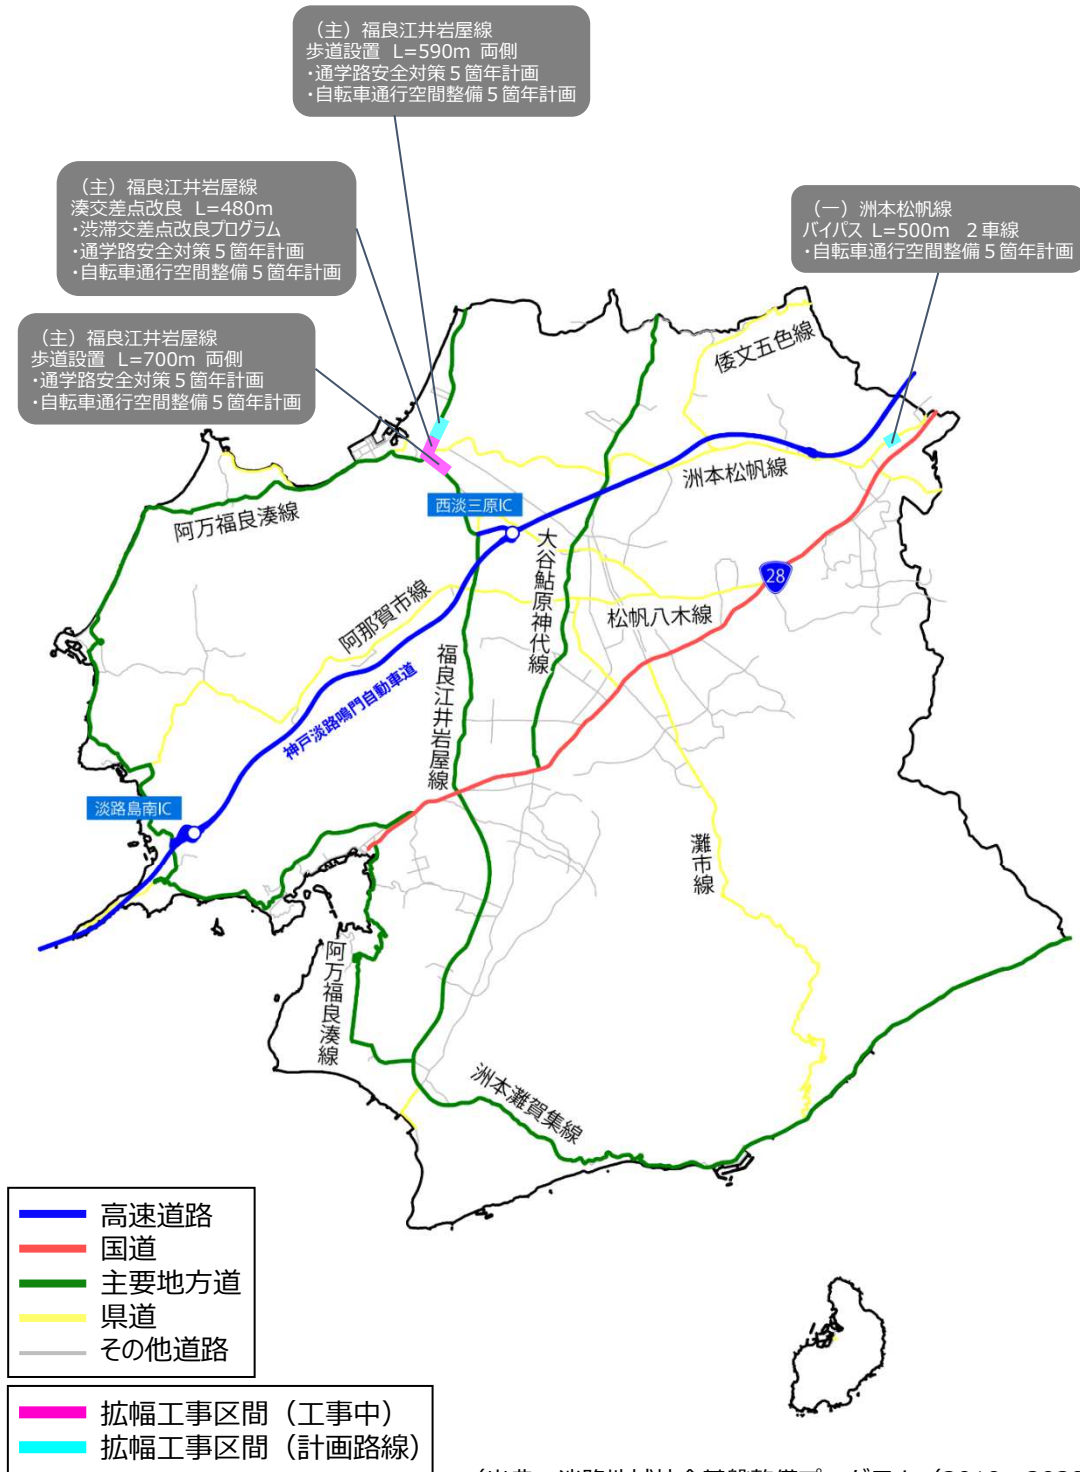 （主）福良江井岩屋線
歩道設置 L=590m 両側
・通学路安全対策５箇年計画
・自転車通行空間整備５箇年計画
（主）福良江井岩屋線
湊交差点改良 L=480m
・渋滞交差点改良プログラム
・通学路安全対策５箇年計画
・自転車通行空間整備５箇年計画
（一）洲本松帆線
バイパス L=500m ２車線
・自転車通行空間整備５箇年計画
（主）福良江井岩屋線
歩道設置 L=700m 両側
・通学路安全対策５箇年計画
・自転車通行空間整備５箇年計画
倭文五色線
洲本松帆線
西淡三原IC
阿万福良湊線
大谷鮎原神代線
28
阿那賀市線
松帆八木線
福良江井岩屋線
神戸淡路鳴門自動車道
淡路島南IC
灘市線
阿万福良湊線
洲本灘賀集線
高速道路
国道
主要地方道
県道
その他道路
拡幅工事区間（工事中）
拡幅工事区間（計画路線）